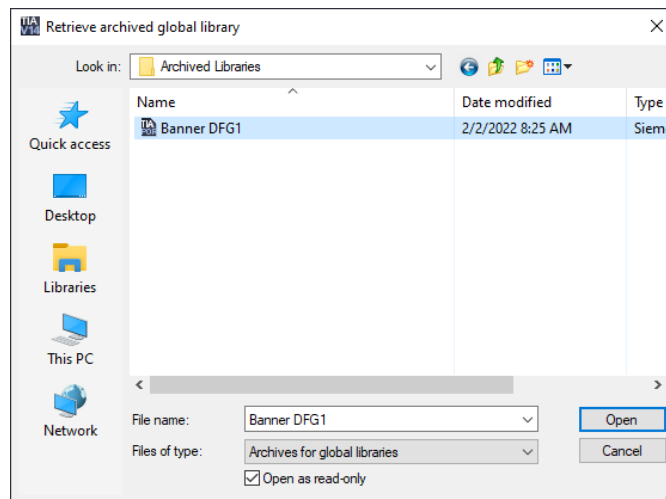 TIA
V14
Retrieve archived global library
Look in:
Archived Libraries
Name
Date modified
Type
Banner DFG1
2/2/2022 8:25 AM
Siem
Quick access
Desktop
Libraries
This PC
Network
File name:
Banner DFG1
Open
Files of type:
Archives for global libraries
Cancel
Open as read-only